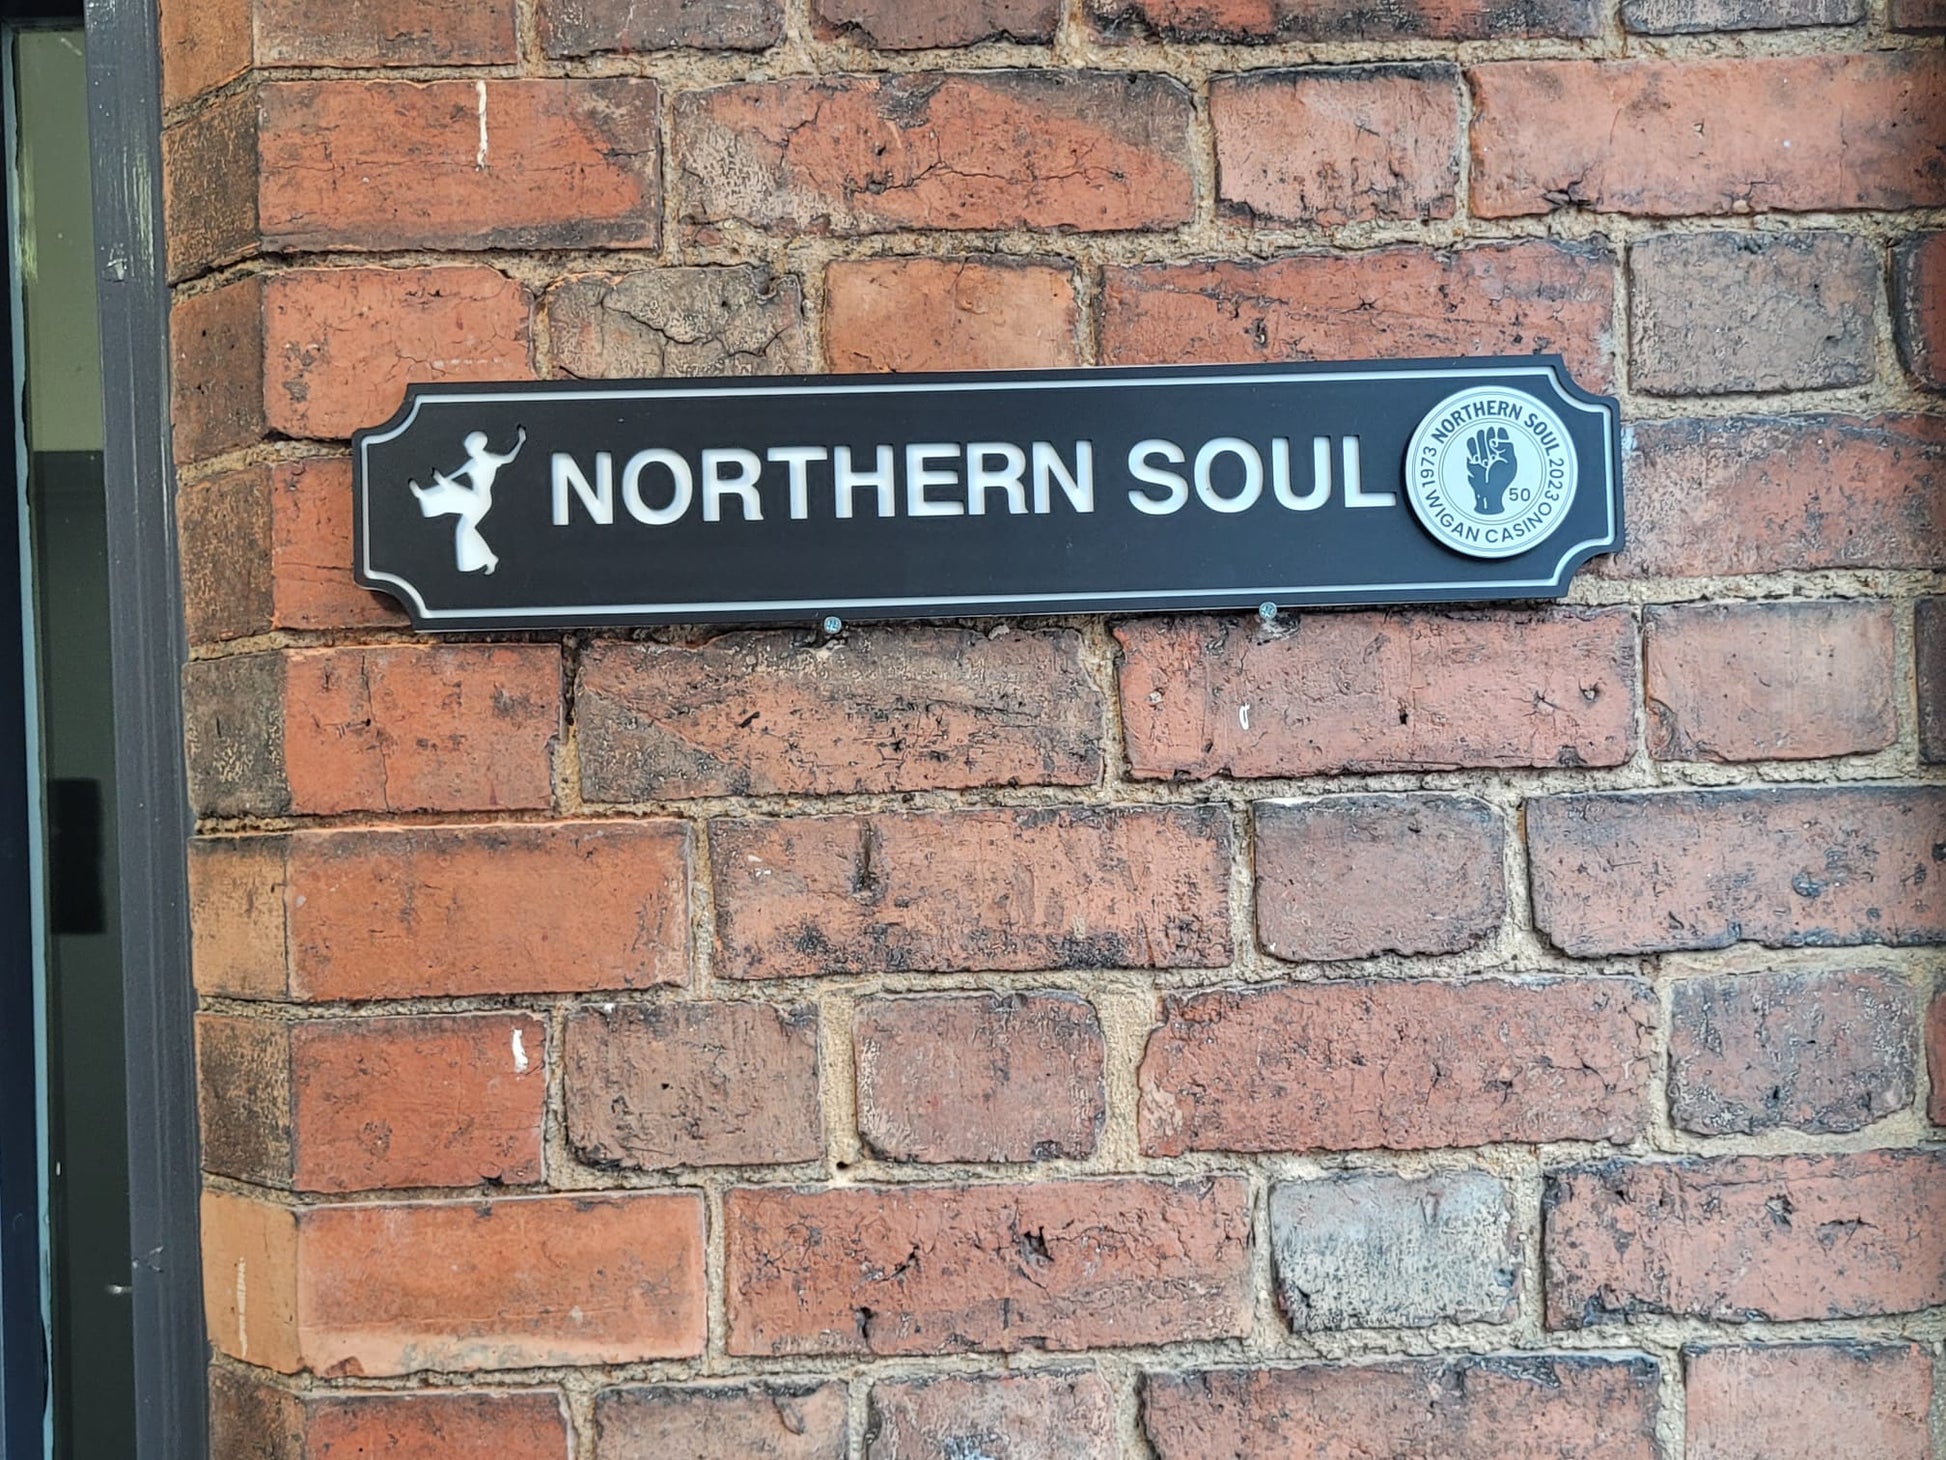 NORTHERN SOUL
1973 NORTHERN SOUL 2023
50
WIGAN CASINO